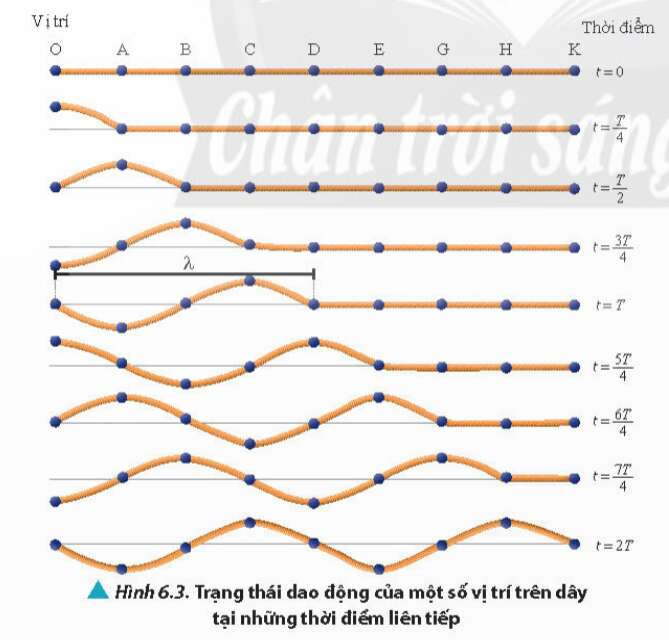 Vị trí
Thời điểm
O A B C D E G H K
t = 0
t = T/4
Chân trời sáng
t = T/2
t = 3T/4
λ
t = T
t = 5T/4
t = 6T/4
t = 7T/4
t = 2T
Hình 6.3. Trạng thái dao động của một số vị trí trên dây
tại những thời điểm liên tiếp